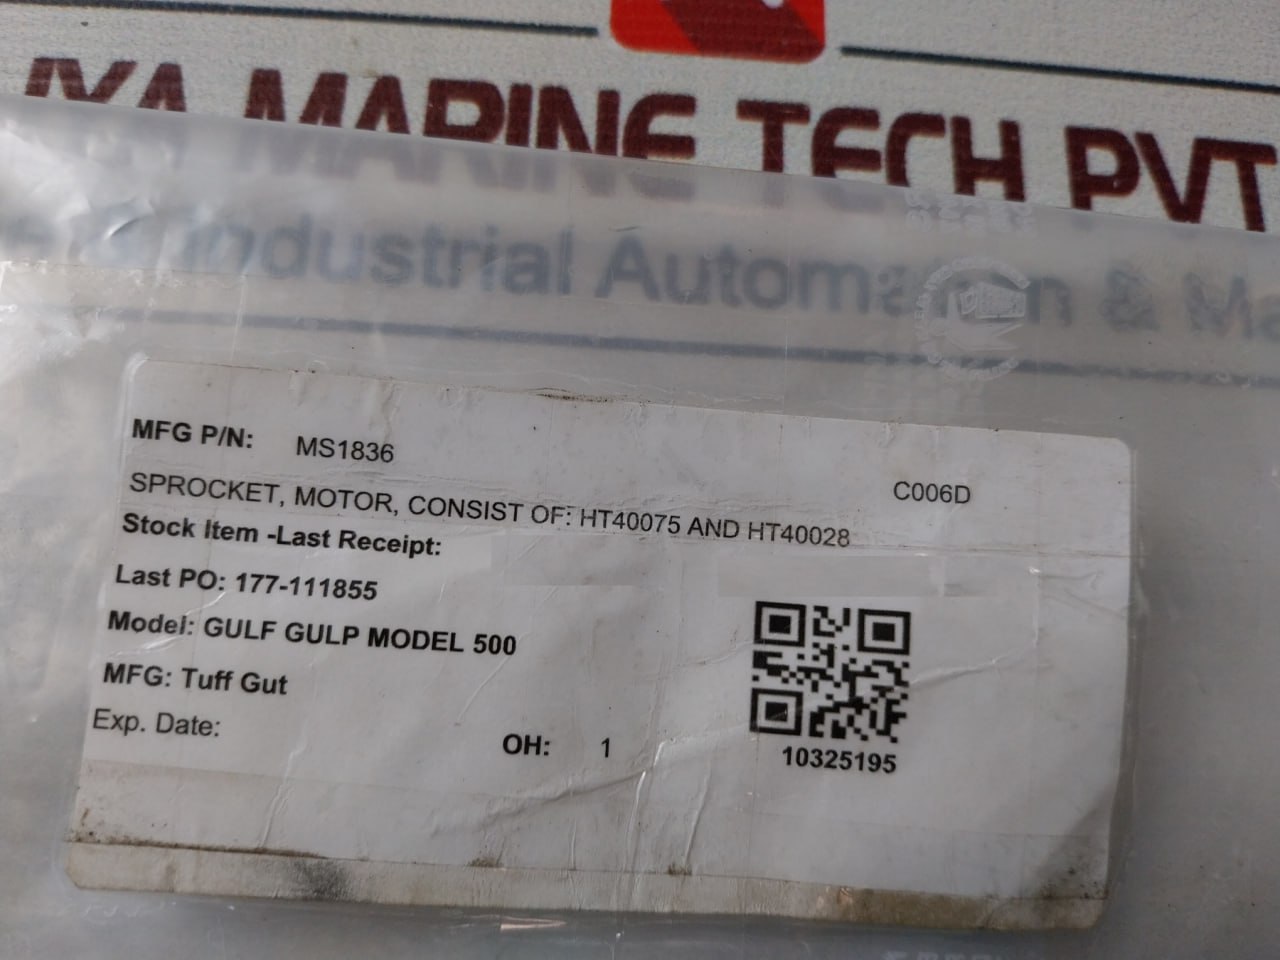 MARINE TECH PVT
Industrial Automation &
MFG P/N: MS1836
C006D
SPROCKET, MOTOR, CONSIST OF: HT40075 AND HT40028
Stock Item -Last Receipt:
Last PO: 177-111855
Model: GULF GULP MODEL 500
MFG: Tuff Gut
Exp. Date:
OH: 1
10325195